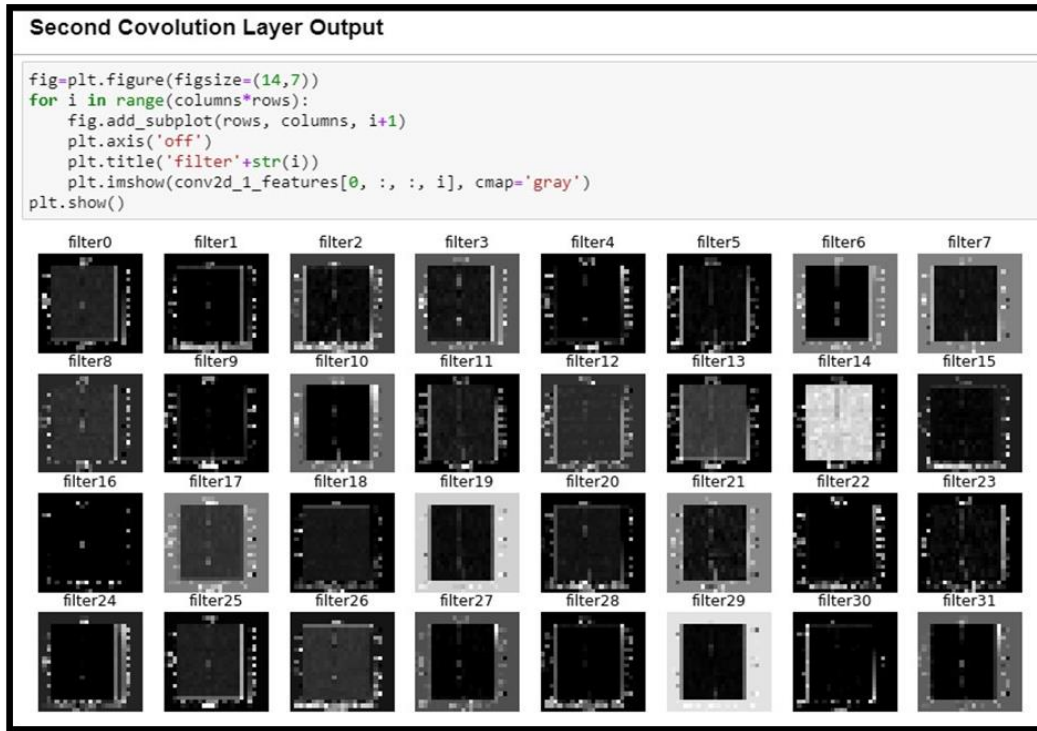 Second Covolution Layer Output
fig=plt.figure(figsize=(14,7))
for i in range(columns*rows):
    fig.add_subplot(rows, columns, i+1)
    plt.axis('off')
    plt.title('filter'+str(i))
    plt.imshow(conv2d_1_features[0, :, :, i], cmap='gray')
plt.show()
filter0 filter1 filter2 filter3 filter4 filter5 filter6 filter7
filter8 filter9 filter10 filter11 filter12 filter13 filter14 filter15
filter16 filter17 filter18 filter19 filter20 filter21 filter22 filter23
filter24 filter25 filter26 filter27 filter28 filter29 filter30 filter31